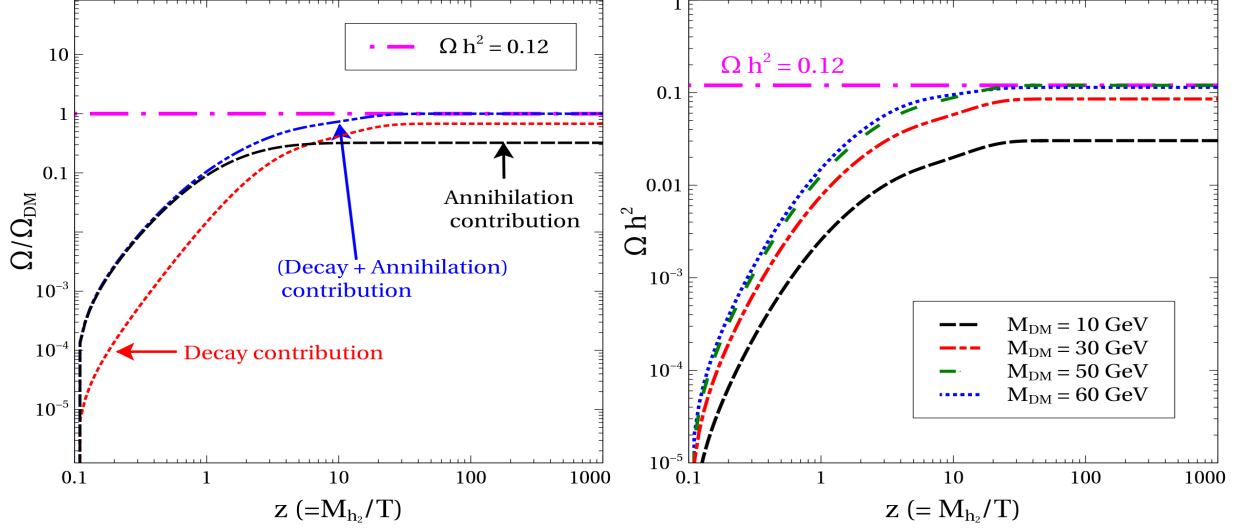 Ω h² = 0.12
10
1
0.1
10⁻³
10⁻⁴
10⁻⁵
Ω/Ω_DM
Annihilation
contribution
(Decay + Annihilation)
contribution
Decay contribution
0.1 1 10 100 1000
z (=M_h₂/T)
1
0.1
0.01
10⁻³
10⁻⁴
10⁻⁵
Ω h²
Ω h² = 0.12
M_DM = 10 GeV
M_DM = 30 GeV
M_DM = 50 GeV
M_DM = 60 GeV
0.1 1 10 100 1000
z (= M_h₂/T)